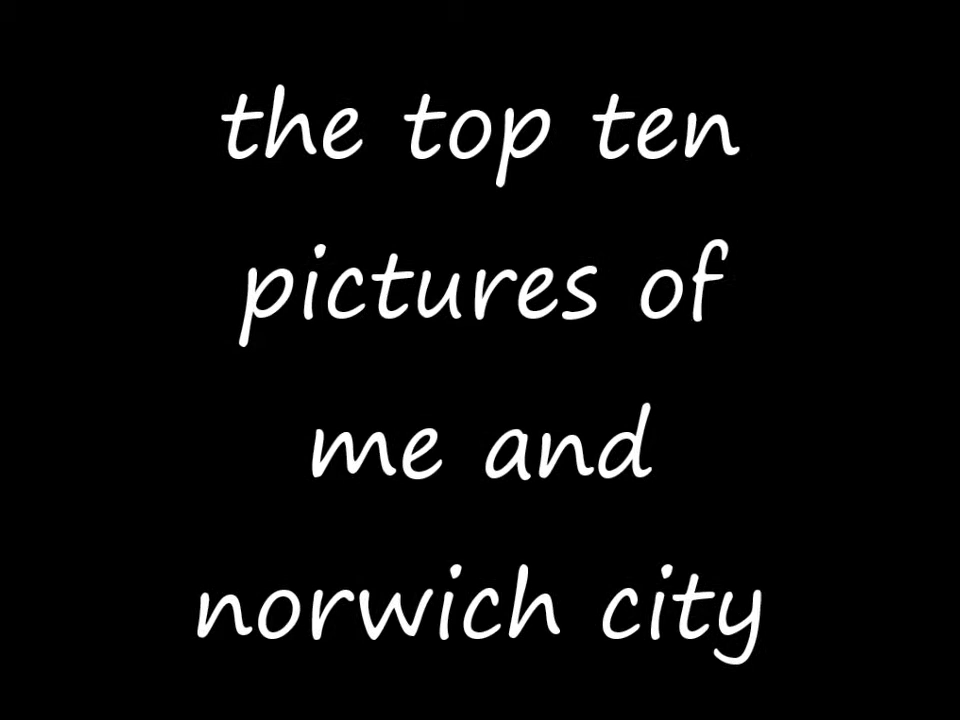 the top ten
pictures of
me and
norwich city